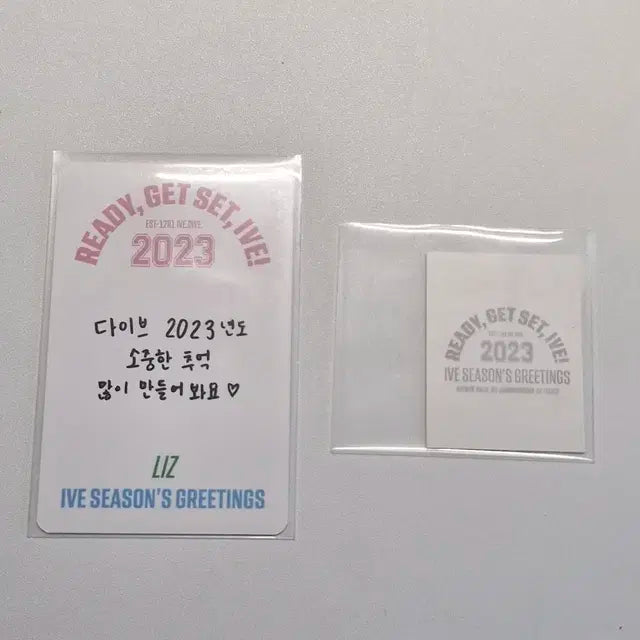 READY, GET SET, IVE!
EST-1201 IVE.DIVE.
2023
다이브 2023년도
소중한 추억
많이 만들어 봐요 ♡
LIZ
IVE SEASON'S GREETINGS
READY, GET SET, IVE!
2023
IVE SEASON'S GREETINGS